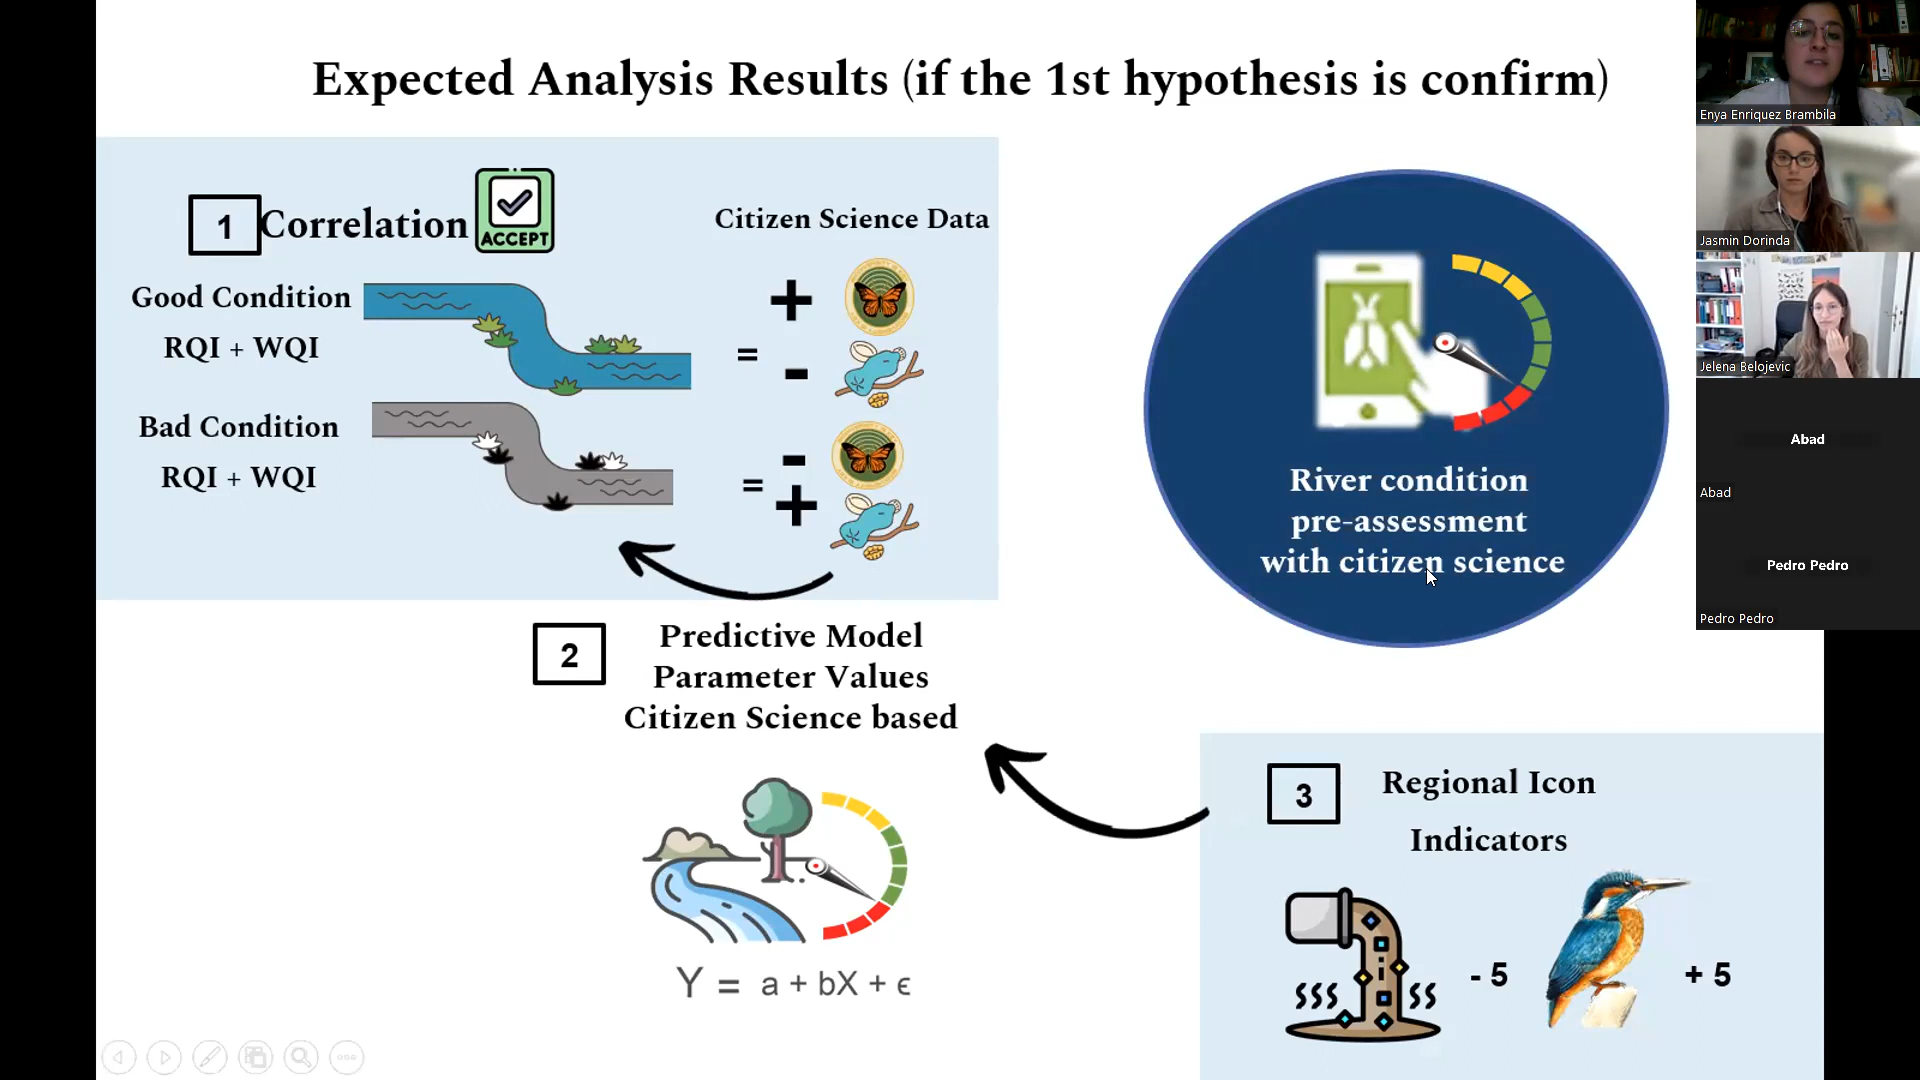 Expected Analysis Results (if the 1st hypothesis is confirm)
1
Correlation
ACCEPT
Citizen Science Data
Good Condition
RQI + WQI
+
=
-
Bad Condition
RQI + WQI
-
=
+
2
Predictive Model
Parameter Values
Citizen Science based
Y = a + bX + ϵ
River condition
pre-assessment
with citizen science
3
Regional Icon
Indicators
- 5
+ 5
Enya Enriquez Brambila
Jasmin Dorinda
Jelena Belojevic
Abad
Abad
Pedro Pedro
Pedro Pedro